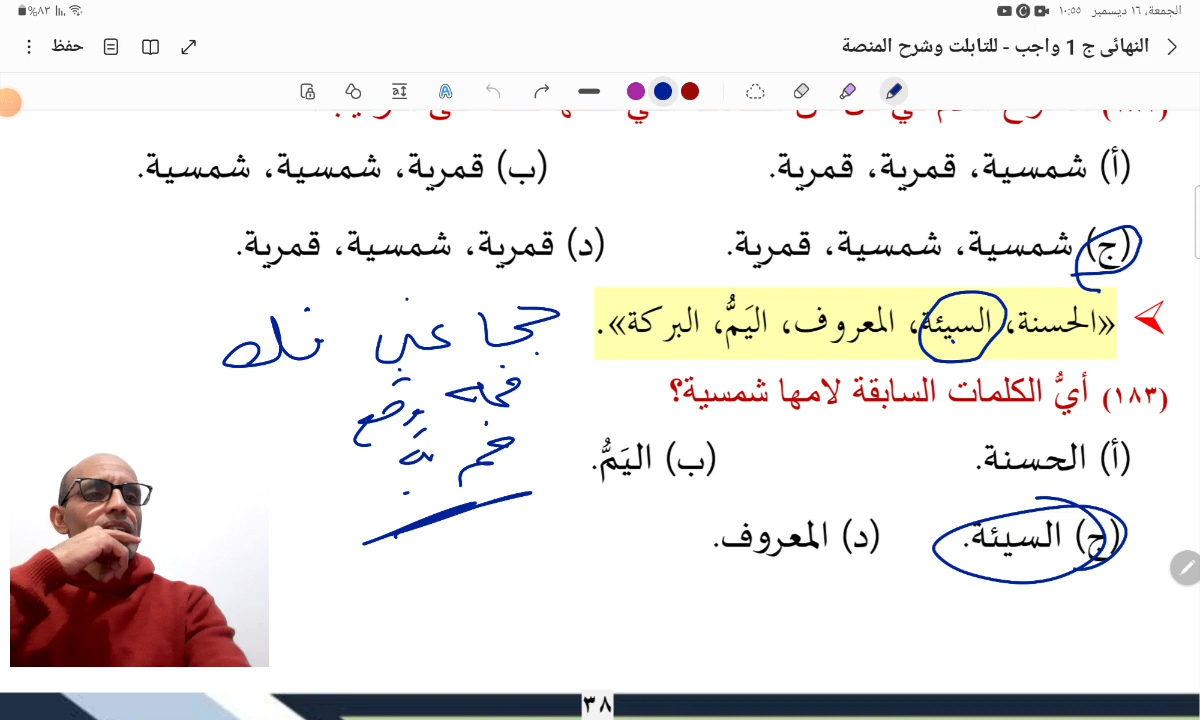 الجمعة، ١٦ ديسمبر ١٠:٥٥ ٨٣%
النهائى ج 1 واجب - للتابلت وشرح المنصة حفظ
(أ) شمسية، قمرية، قمرية. (ب) قمرية، شمسية، شمسية.
(ج) شمسية، شمسية، قمرية. (د) قمرية، شمسية، قمرية.
«الحسنة، السيئة، المعروف، اليَمُّ، البركة».
(١٨٣) أيُّ الكلمات السابقة لامها شمسية؟
(أ) الحسنة. (ب) اليَمُّ.
(ج) السيئة. (د) المعروف.
٣٨